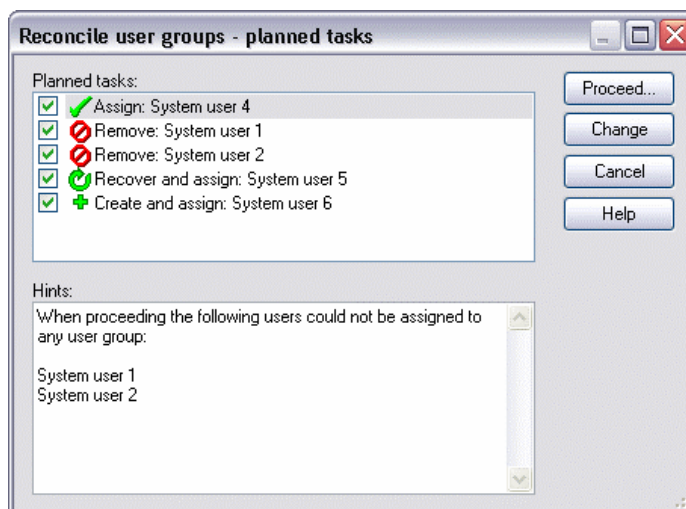 Reconcile user groups - planned tasks
Planned tasks:
Assign: System user 4
Remove: System user 1
Remove: System user 2
Recover and assign: System user 5
Create and assign: System user 6
Proceed...
Change
Cancel
Help
Hints:
When proceeding the following users could not be assigned to
any user group:
System user 1
System user 2